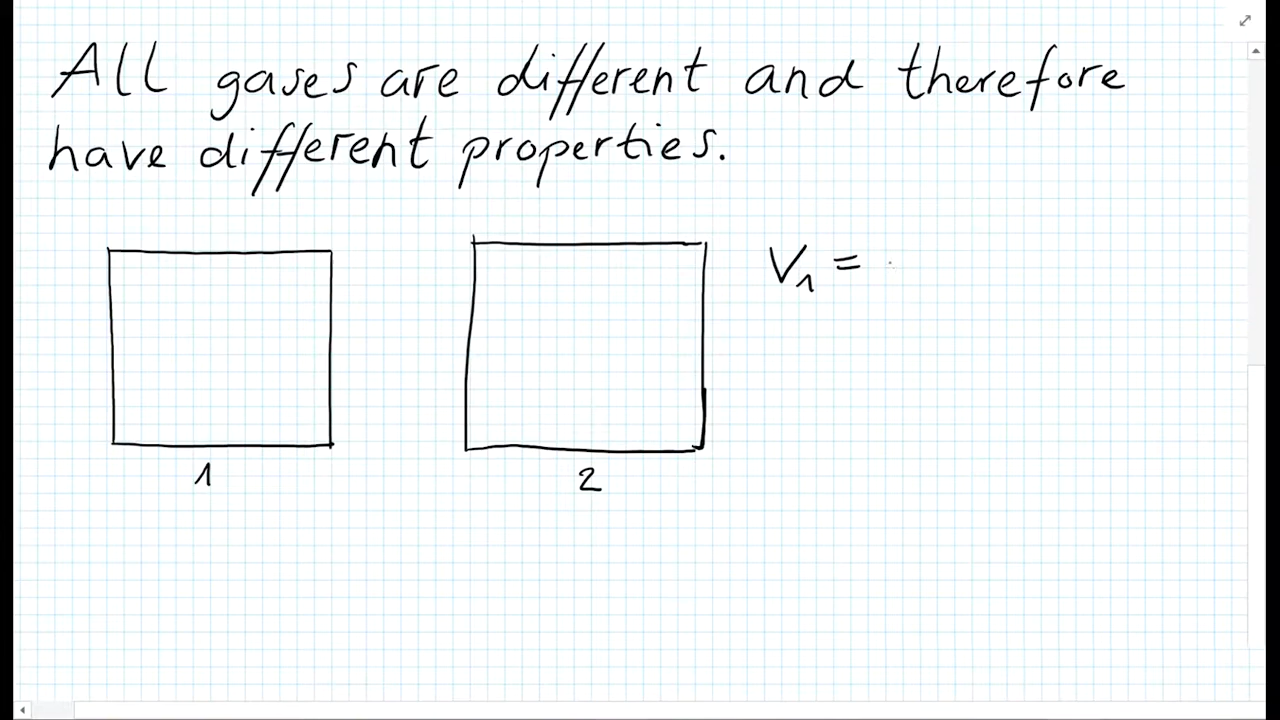 All gases are different and therefore
have different properties.
V₁ =
1
2